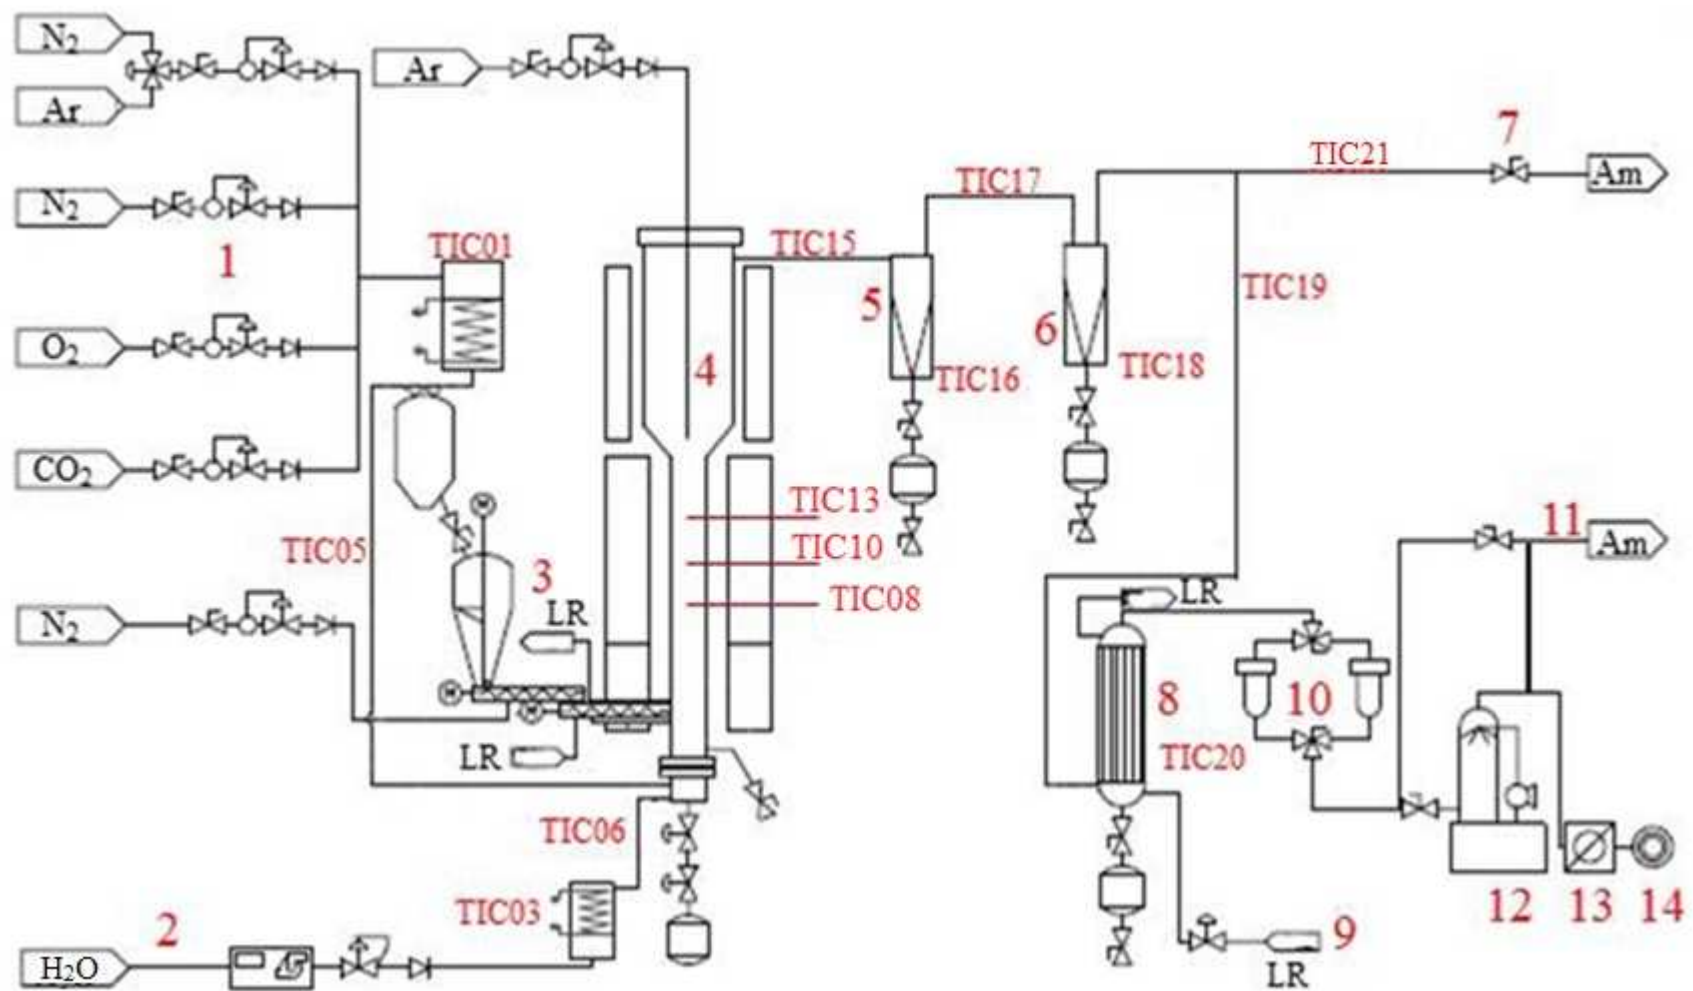 N₂
Ar
Ar
7
TIC21
Am
TIC17
N₂
TIC01
TIC15
1
TIC19
5
6
O₂
4
TIC16
TIC18
CO₂
TIC13
11
TIC05
TIC10
Am
3
TIC08
LR
LR
N₂
8
10
LR
TIC20
TIC06
TIC03
2
12
13
14
9
H₂O
LR